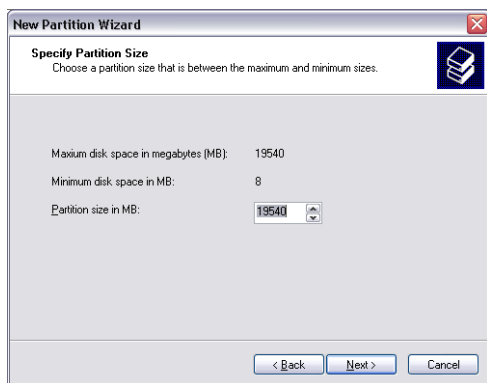 New Partition Wizard
Specify Partition Size
Choose a partition size that is between the maximum and minimum sizes.
Maxium disk space in megabytes (MB): 19540
Minimum disk space in MB: 8
Partition size in MB: 19540
< Back Next > Cancel